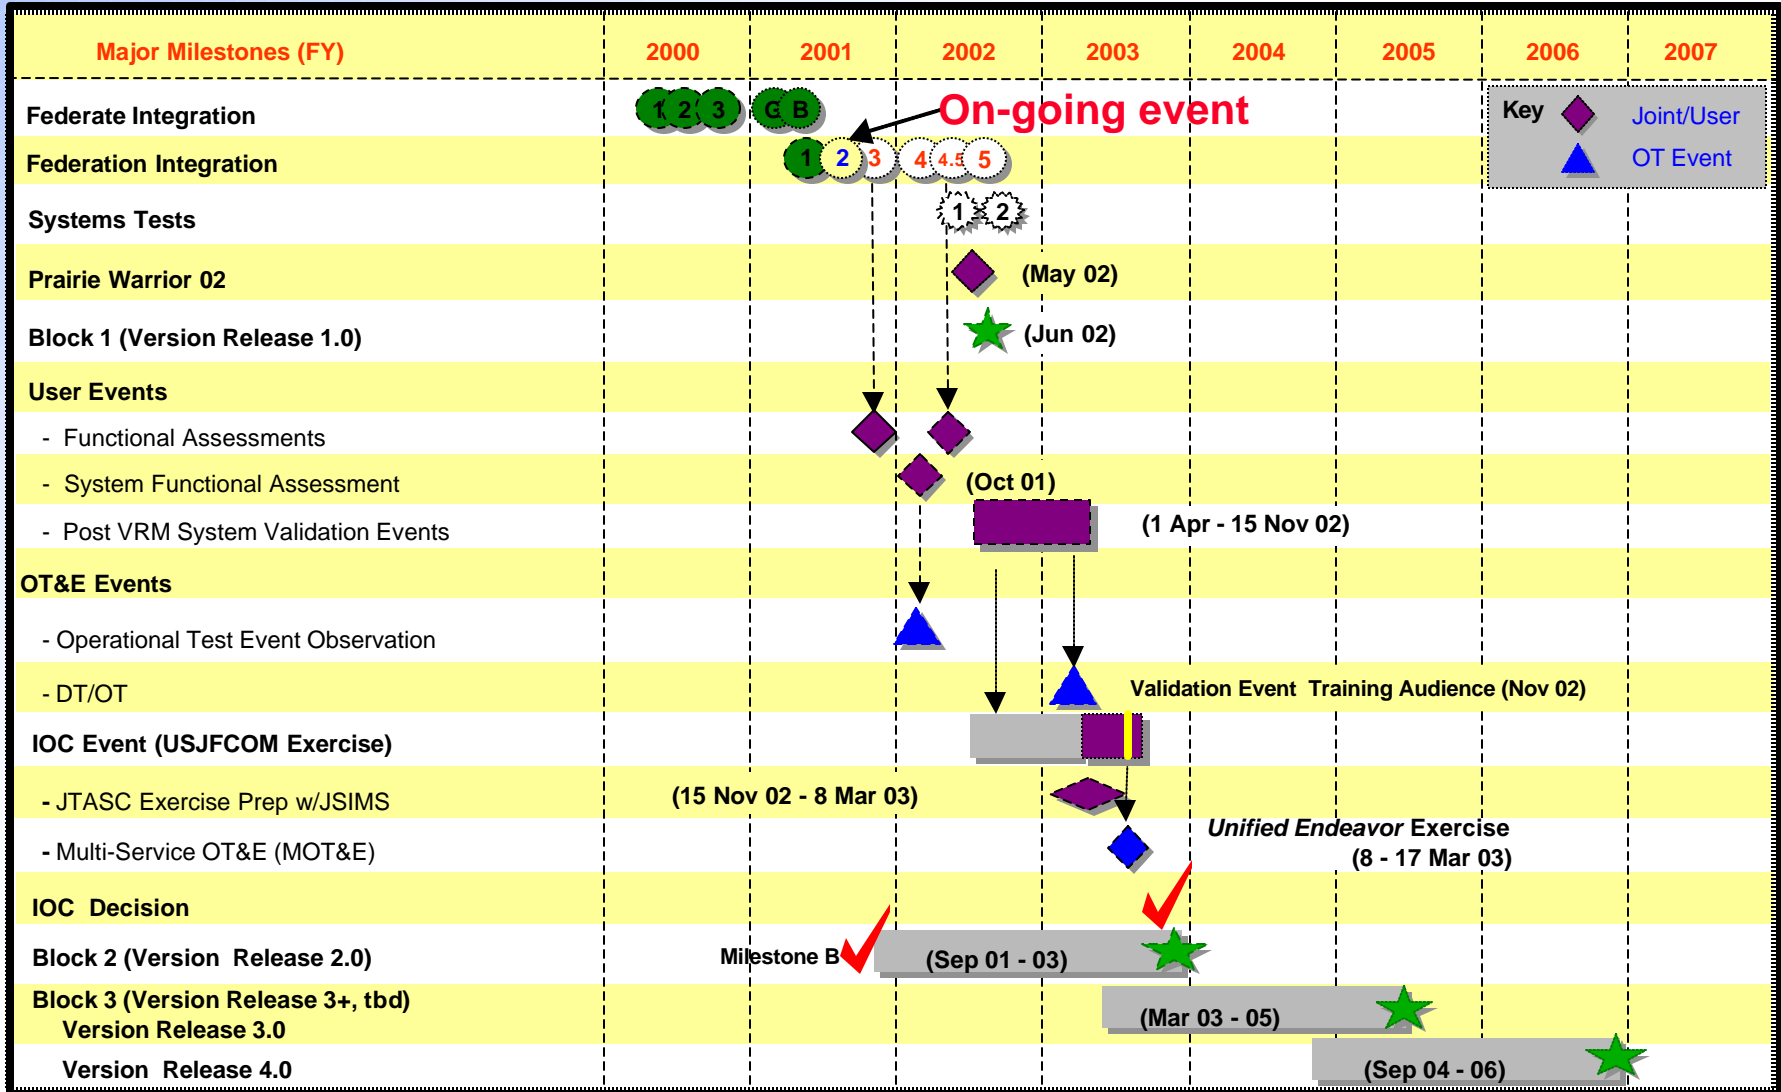 Major Milestones (FY) 2000 2001 2002 2003 2004 2005 2006 2007
Federate Integration 1 2 3 G B On-going event
Key Joint/User
OT Event
Federation Integration 1 2 3 4 4.5 5
Systems Tests 1 2
Prairie Warrior 02 (May 02)
Block 1 (Version Release 1.0) (Jun 02)
User Events
- Functional Assessments
- System Functional Assessment (Oct 01)
- Post VRM System Validation Events (1 Apr - 15 Nov 02)
OT&E Events
- Operational Test Event Observation
- DT/OT Validation Event Training Audience (Nov 02)
IOC Event (USJFCOM Exercise)
- JTASC Exercise Prep w/JSIMS (15 Nov 02 - 8 Mar 03)
- Multi-Service OT&E (MOT&E) Unified Endeavor Exercise
(8 - 17 Mar 03)
IOC Decision
Block 2 (Version Release 2.0) Milestone B (Sep 01 - 03)
Block 3 (Version Release 3+, tbd)
Version Release 3.0 (Mar 03 - 05)
Version Release 4.0 (Sep 04 - 06)